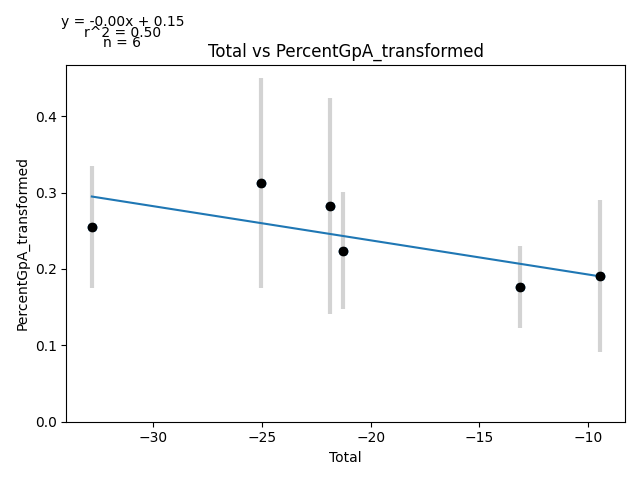 y = -0.00x + 0.15
r^2 = 0.50
n = 6
Total vs PercentGpA_transformed
PercentGpA_transformed
0.4
0.3
0.2
0.1
0.0
−30
−25
−20
−15
−10
Total